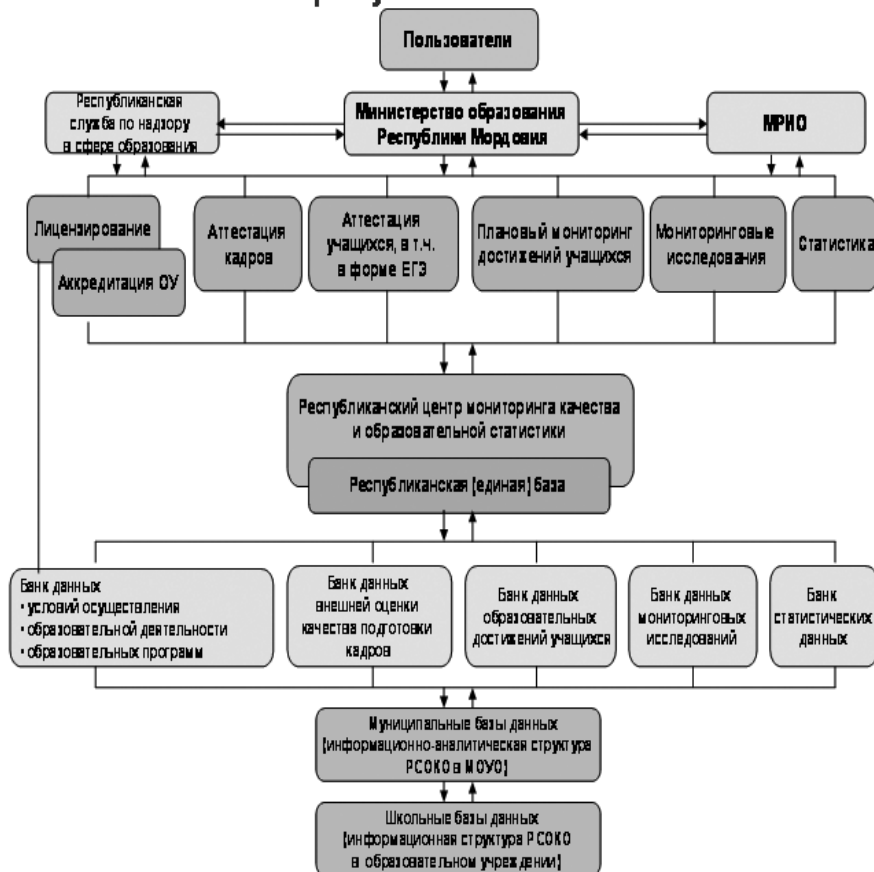 Пользователи
Республиканская
служба по надзору
в сфере образования
Министерство образования
Республики Мордовия
МРИО
Лицензирование
Аккредитация ОУ
Аттестация
кадров
Аттестация
учащихся, в т.ч.
в форме ЕГЭ
Плановый мониторинг
достижений учащихся
Мониторинговые
исследования
Статистика
Республиканский центр мониторинга качества
и образовательной статистики
Республиканская (единая) база
Банк данных
• условий осуществления
• образовательной деятельности
• образовательных программ
Банк данных
внешней оценки
качества подготовки
кадров
Банк данных
образовательных
достижений учащихся
Банк данных
мониторинговых
исследований
Банк
статистических
данных
Муниципальные базы данных
(информационно-аналитическая структура
РСОКО в МОУО)
Школьные базы данных
(информационная структура РСОКО
в образовательном учреждении)